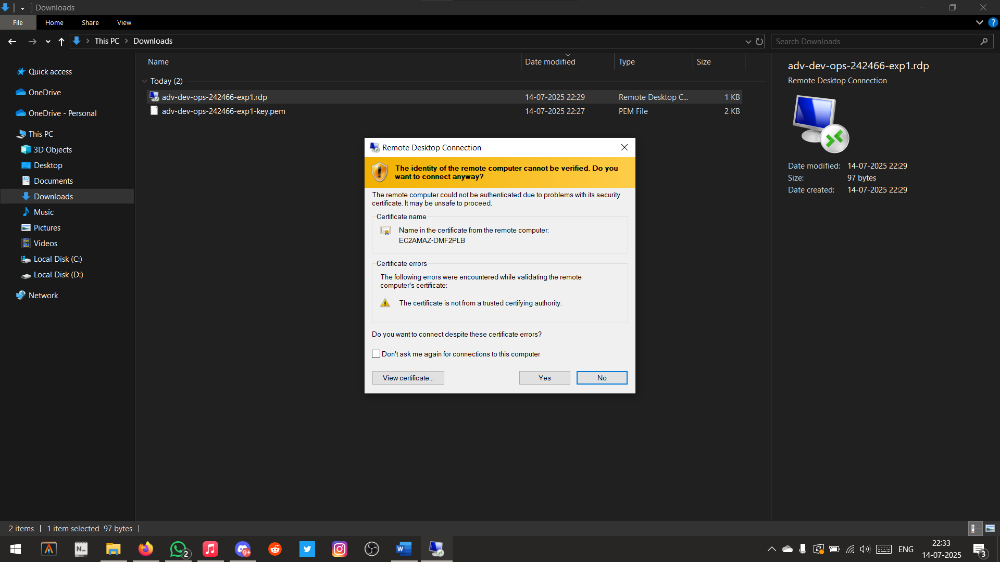 Downloads
File Home Share View
This PC Downloads
Search Downloads
Quick access
OneDrive
OneDrive - Personal
This PC
3D Objects
Desktop
Documents
Downloads
Music
Pictures
Videos
Local Disk (C:)
Local Disk (D:)
Network
Name Date modified Type Size
Today (2)
adv-dev-ops-242466-exp1.rdp 14-07-2025 22:29 Remote Desktop C... 1 KB
adv-dev-ops-242466-exp1-key.pem 14-07-2025 22:27 PEM File 2 KB
adv-dev-ops-242466-exp1.rdp
Remote Desktop Connection
Date modified: 14-07-2025 22:29
Size: 97 bytes
Date created: 14-07-2025 22:29
Remote Desktop Connection
The identity of the remote computer cannot be verified. Do you
want to connect anyway?
The remote computer could not be authenticated due to problems with its security
certificate. It may be unsafe to proceed.
Certificate name
Name in the certificate from the remote computer:
EC2AMAZ-DMF2PLB
Certificate errors
The following errors were encountered while validating the remote
computer's certificate:
The certificate is not from a trusted certifying authority.
Do you want to connect despite these certificate errors?
Don't ask me again for connections to this computer
View certificate... Yes No
2 items 1 item selected 97 bytes
N
2
9+
W
ENG
22:33
14-07-2025
3